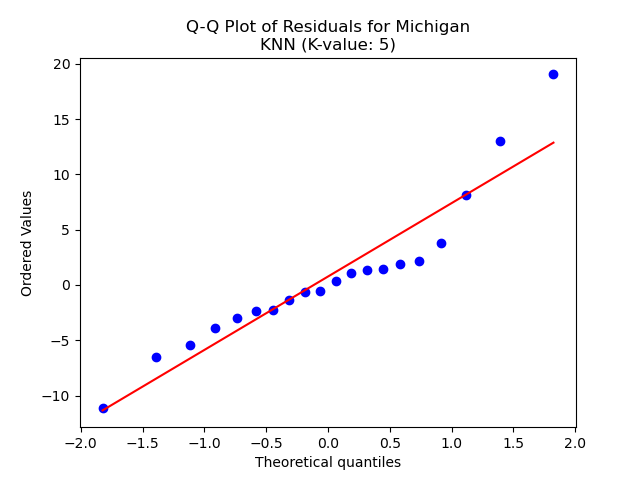 Q-Q Plot of Residuals for Michigan
KNN (K-value: 5)
20
15
10
5
0
−5
−10
Ordered Values
−2.0 −1.5 −1.0 −0.5 0.0 0.5 1.0 1.5 2.0
Theoretical quantiles